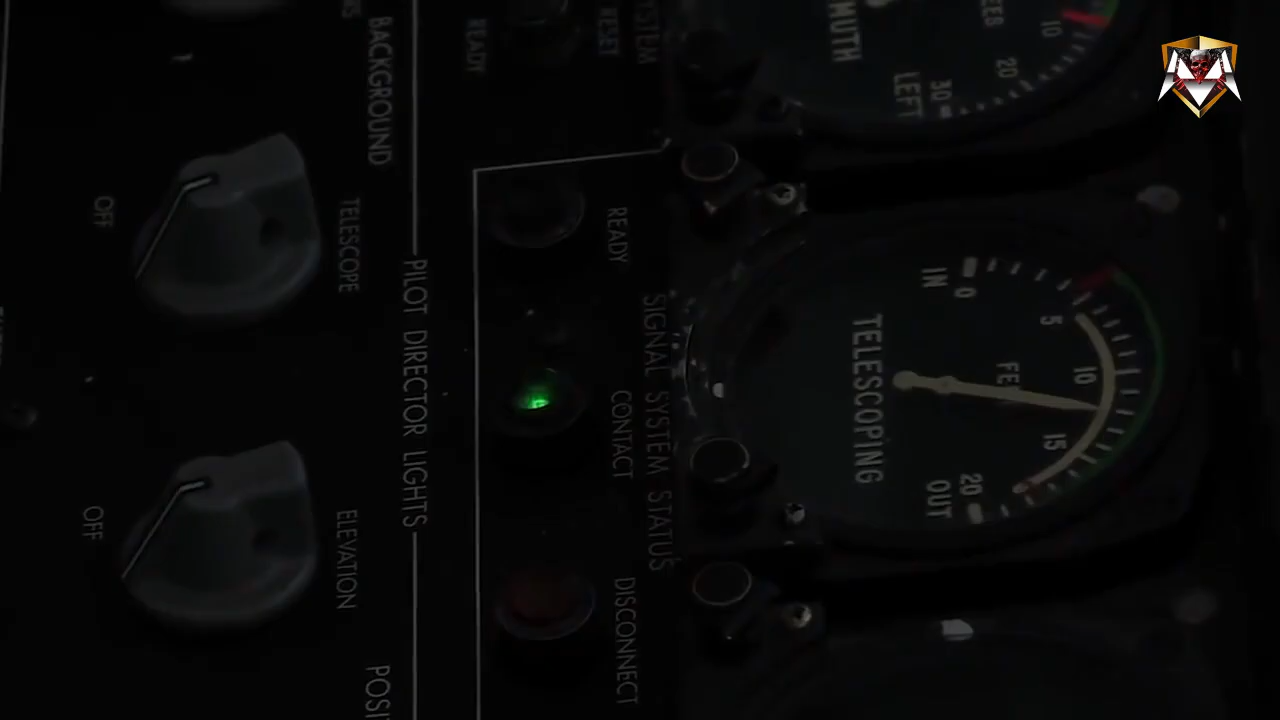 BACKGROUND
OFF
TELESCOPE
PILOT DIRECTOR LIGHTS
OFF
ELEVATION
READY
RESET
READY
SIGNAL SYSTEM STATUS
CONTACT
DISCONNECT
LEFT
30
20
10
TELESCOPING
IN
0
5
10
15
20
OUT